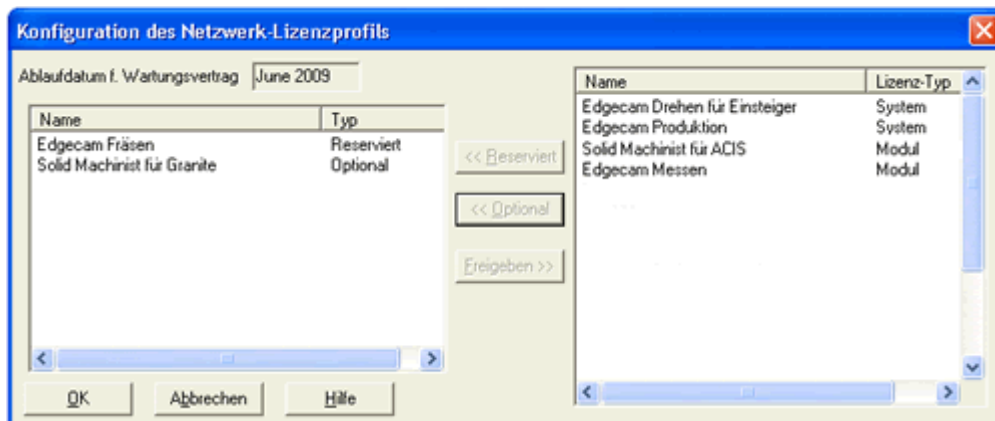 Konfiguration des Netzwerk-Lizenzprofils
Ablaufdatum f. Wartungsvertrag June 2009
Name Typ
Edgecam Fräsen Reserviert
Solid Machinist für Granite Optional
<< Reserviert
<< Optional
Freigeben >>
Name Lizenz-Typ
Edgecam Drehen für Einsteiger System
Edgecam Produktion System
Solid Machinist für ACIS Modul
Edgecam Messen Modul
OK Abbrechen Hilfe